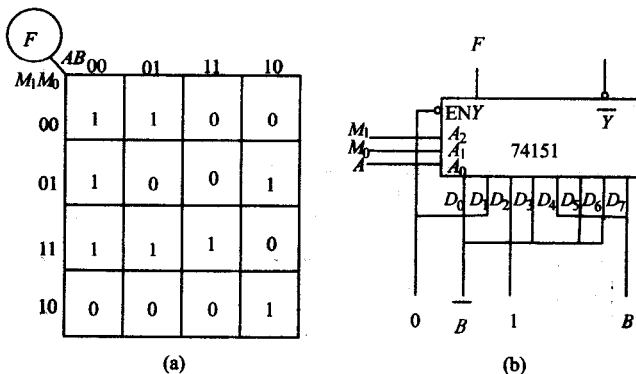 F
AB 00 01 11 10
M₁M₀
00 1 1 0 0
01 1 0 0 1
11 1 1 1 0
10 0 0 0 1
(a)
F
ENY Y̅
M₁ A₂
M₀ A₁ 74151
A A₀
D₀ D₁ D₂ D₃ D₄ D₅ D₆ D₇
0 B̅ 1 B
(b)